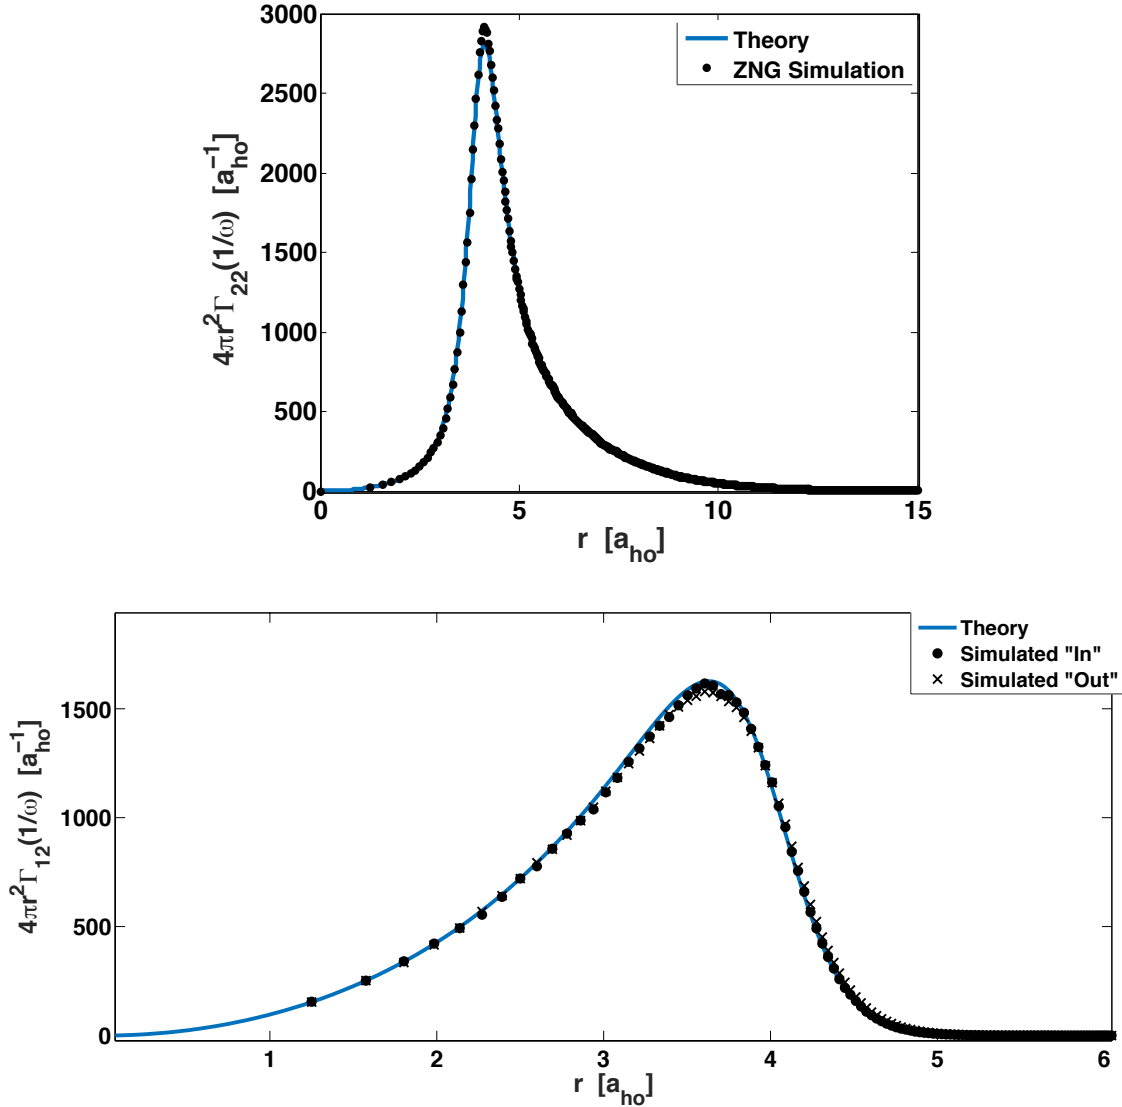 3000
2500
2000
1500
1000
500
0
4πr²Γ₂₂(1/ω) [a_ho⁻¹]
Theory
ZNG Simulation
0 5 10 15
r [a_ho]
1500
1000
500
0
4πr²Γ₁₂(1/ω) [a_ho⁻¹]
Theory
Simulated "In"
Simulated "Out"
1 2 3 4 5 6
r [a_ho]